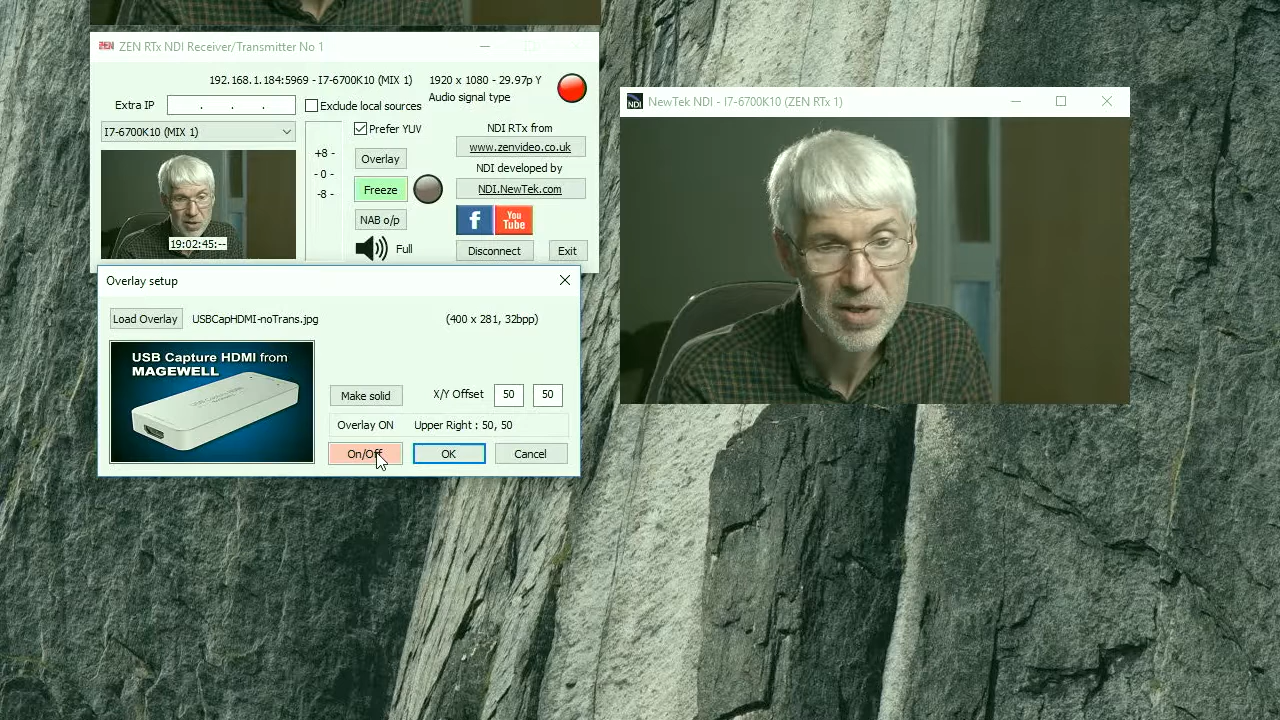 ZEN RTx NDI Receiver/Transmitter No 1
192.168.1.184:5969 - I7-6700K10 (MIX 1)
1920 x 1080 - 29.97p Y
Audio signal type
Extra IP
. . .
Exclude local sources
I7-6700K10 (MIX 1)
Prefer YUV
NDI RTx from
www.zenvideo.co.uk
+8 -
- 0 -
-8 -
Overlay
NDI developed by
Freeze
NDI.NewTek.com
NAB o/p
f
You
Tube
19:02:45:--
Full
Disconnect
Exit
Overlay setup
Load Overlay
USBCapHDMI-noTrans.jpg
(400 x 281, 32bpp)
USB Capture HDMI from
MAGEWELL
Make solid
X/Y Offset
50
50
Overlay ON
Upper Right : 50, 50
On/Off
OK
Cancel
NDI
NewTek NDI - I7-6700K10 (ZEN RTx 1)